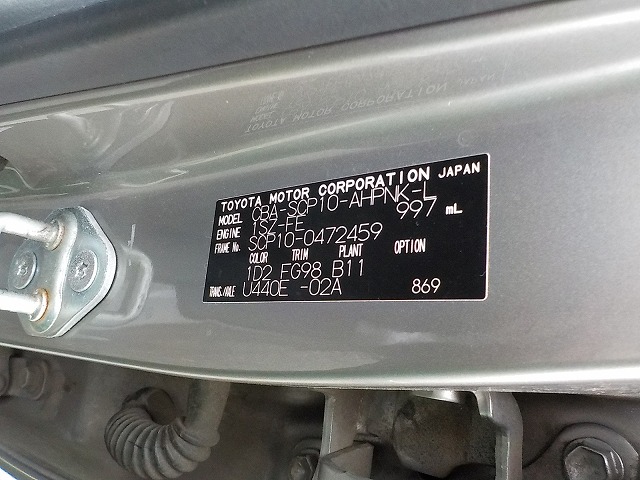 TOYOTA MOTOR CORPORATION JAPAN
MODEL CBA-SCP10-AHPNK-L
ENGINE 1SZ-FE 997 mL
FRAME No. SCP10-0472459
COLOR TRIM PLANT OPTION
1D2 FG98 B11
TRANS./AXLE U440E -02A 869